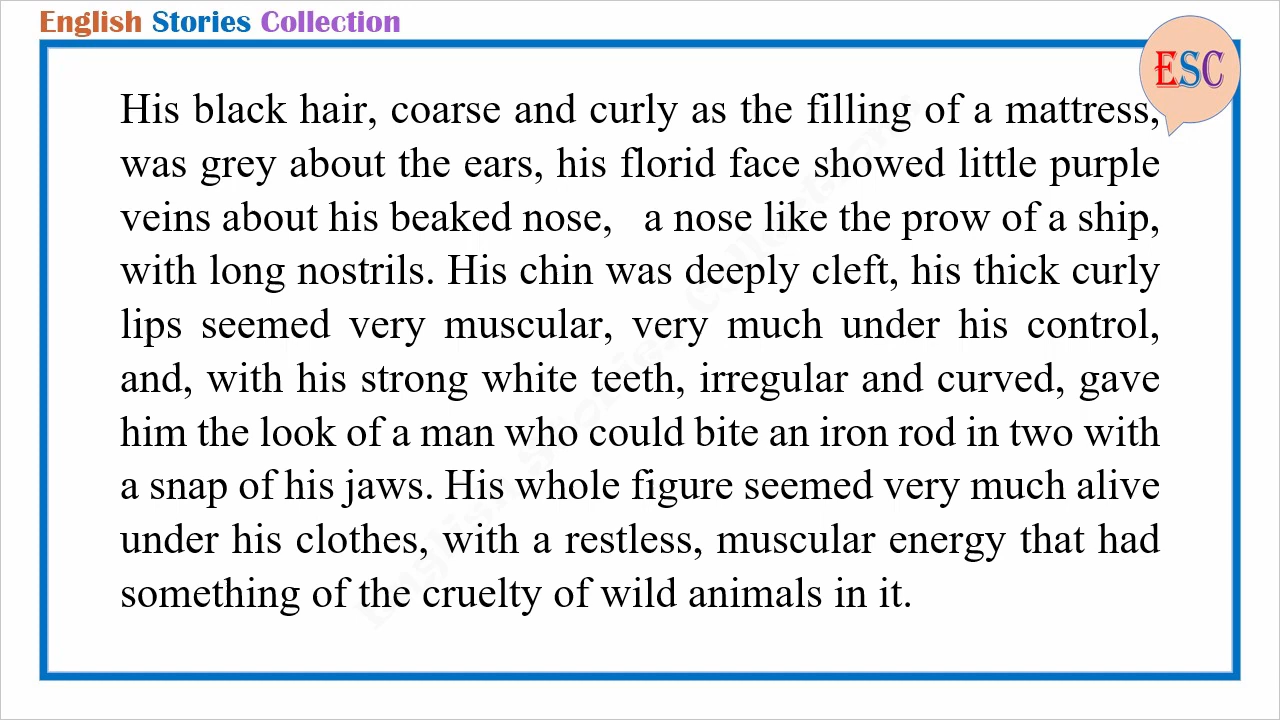 English Stories Collection
ESC
His black hair, coarse and curly as the filling of a mattress,
was grey about the ears, his florid face showed little purple
veins about his beaked nose,   a nose like the prow of a ship,
with long nostrils. His chin was deeply cleft, his thick curly
lips seemed very muscular, very much under his control,
and, with his strong white teeth, irregular and curved, gave
him the look of a man who could bite an iron rod in two with
a snap of his jaws. His whole figure seemed very much alive
under his clothes, with a restless, muscular energy that had
something of the cruelty of wild animals in it.
English Stories Collection